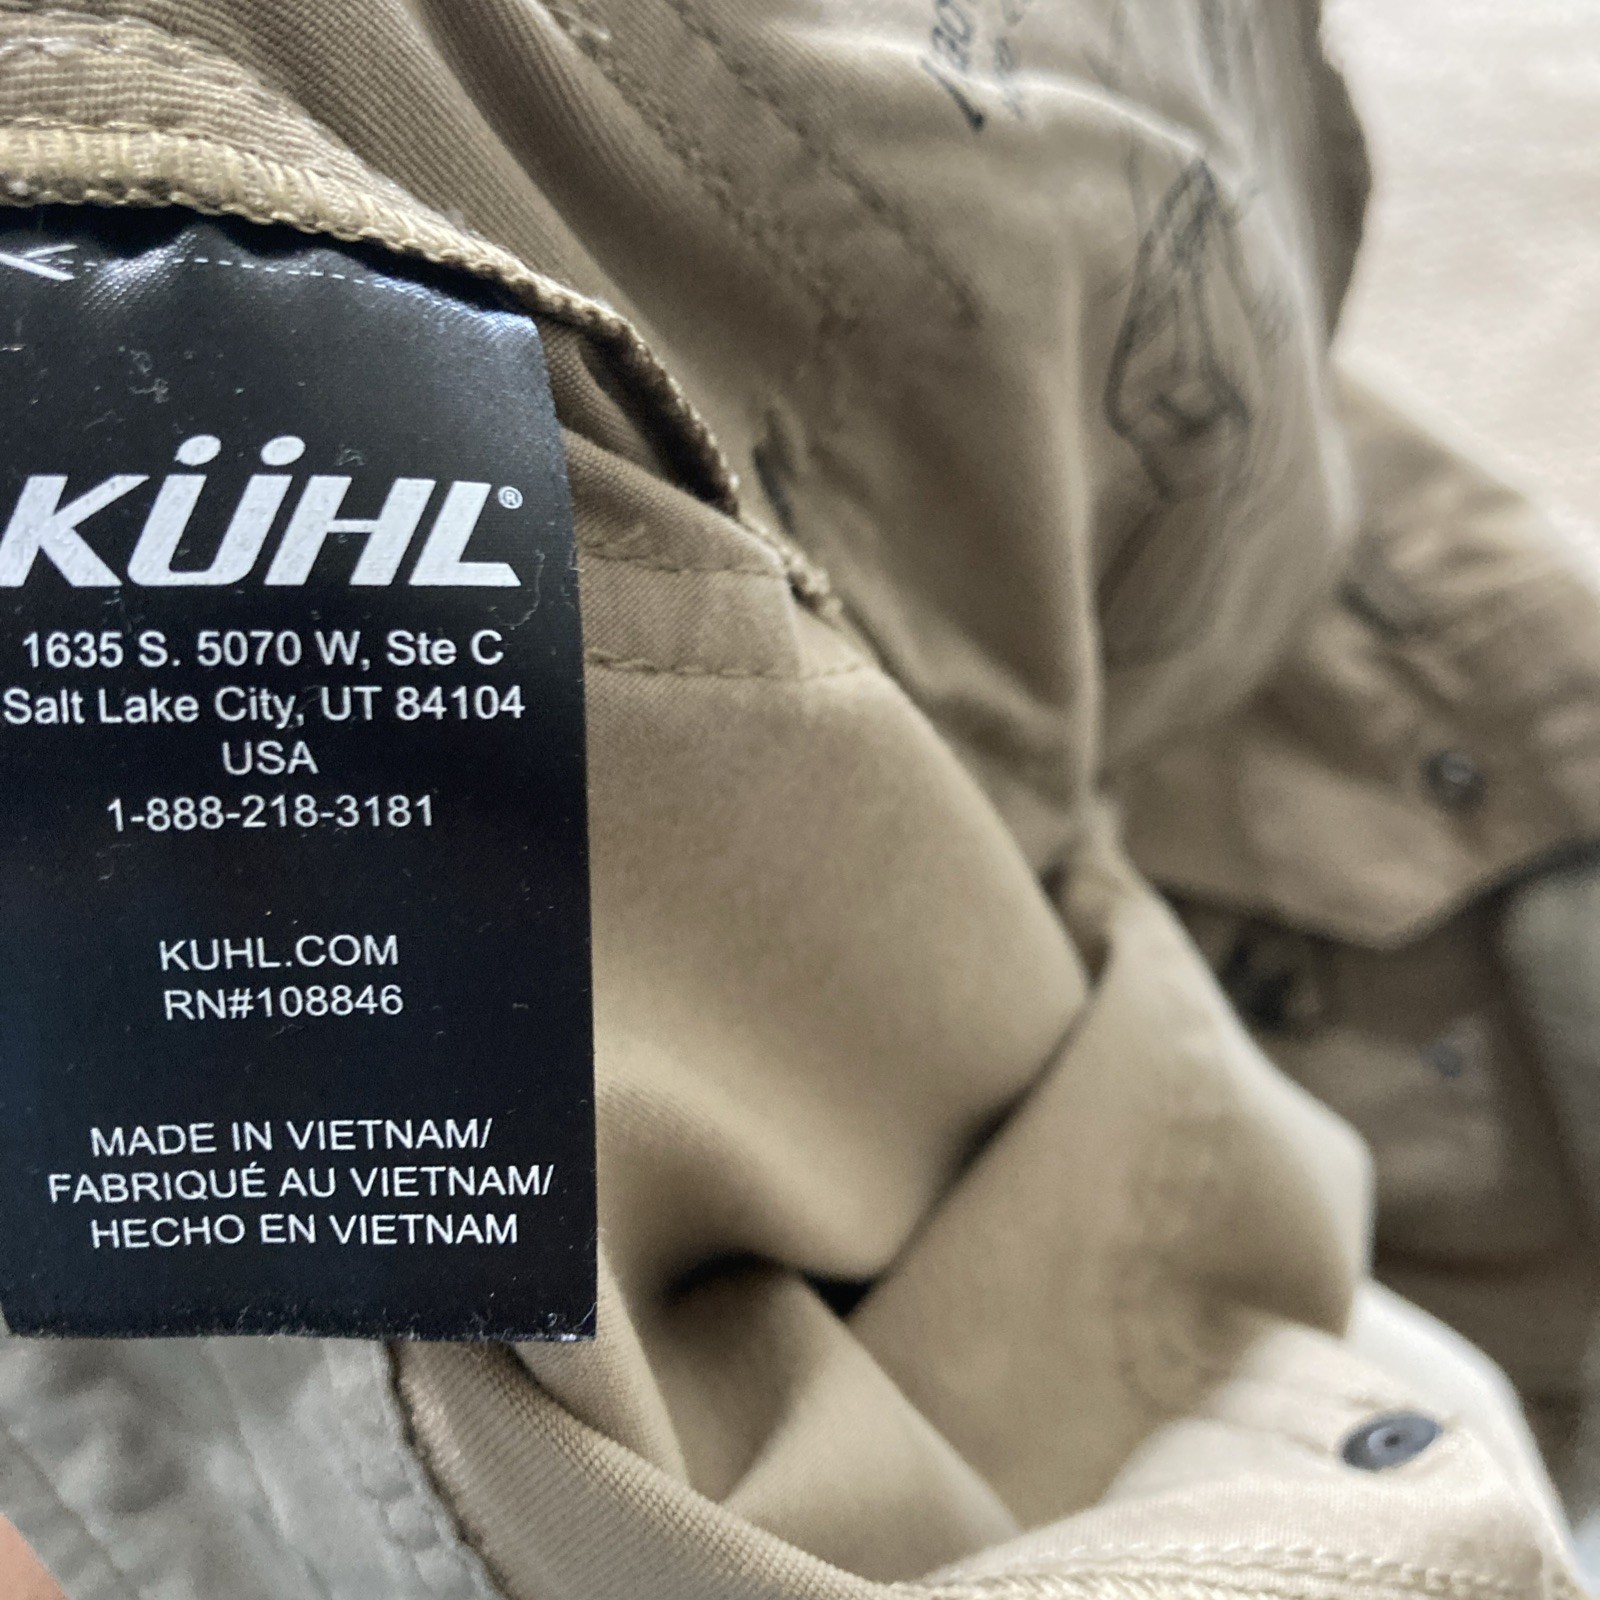 KÜHL®
1635 S. 5070 W, Ste C
Salt Lake City, UT 84104
USA
1-888-218-3181
KUHL.COM
RN#108846
MADE IN VIETNAM/
FABRIQUÉ AU VIETNAM/
HECHO EN VIETNAM